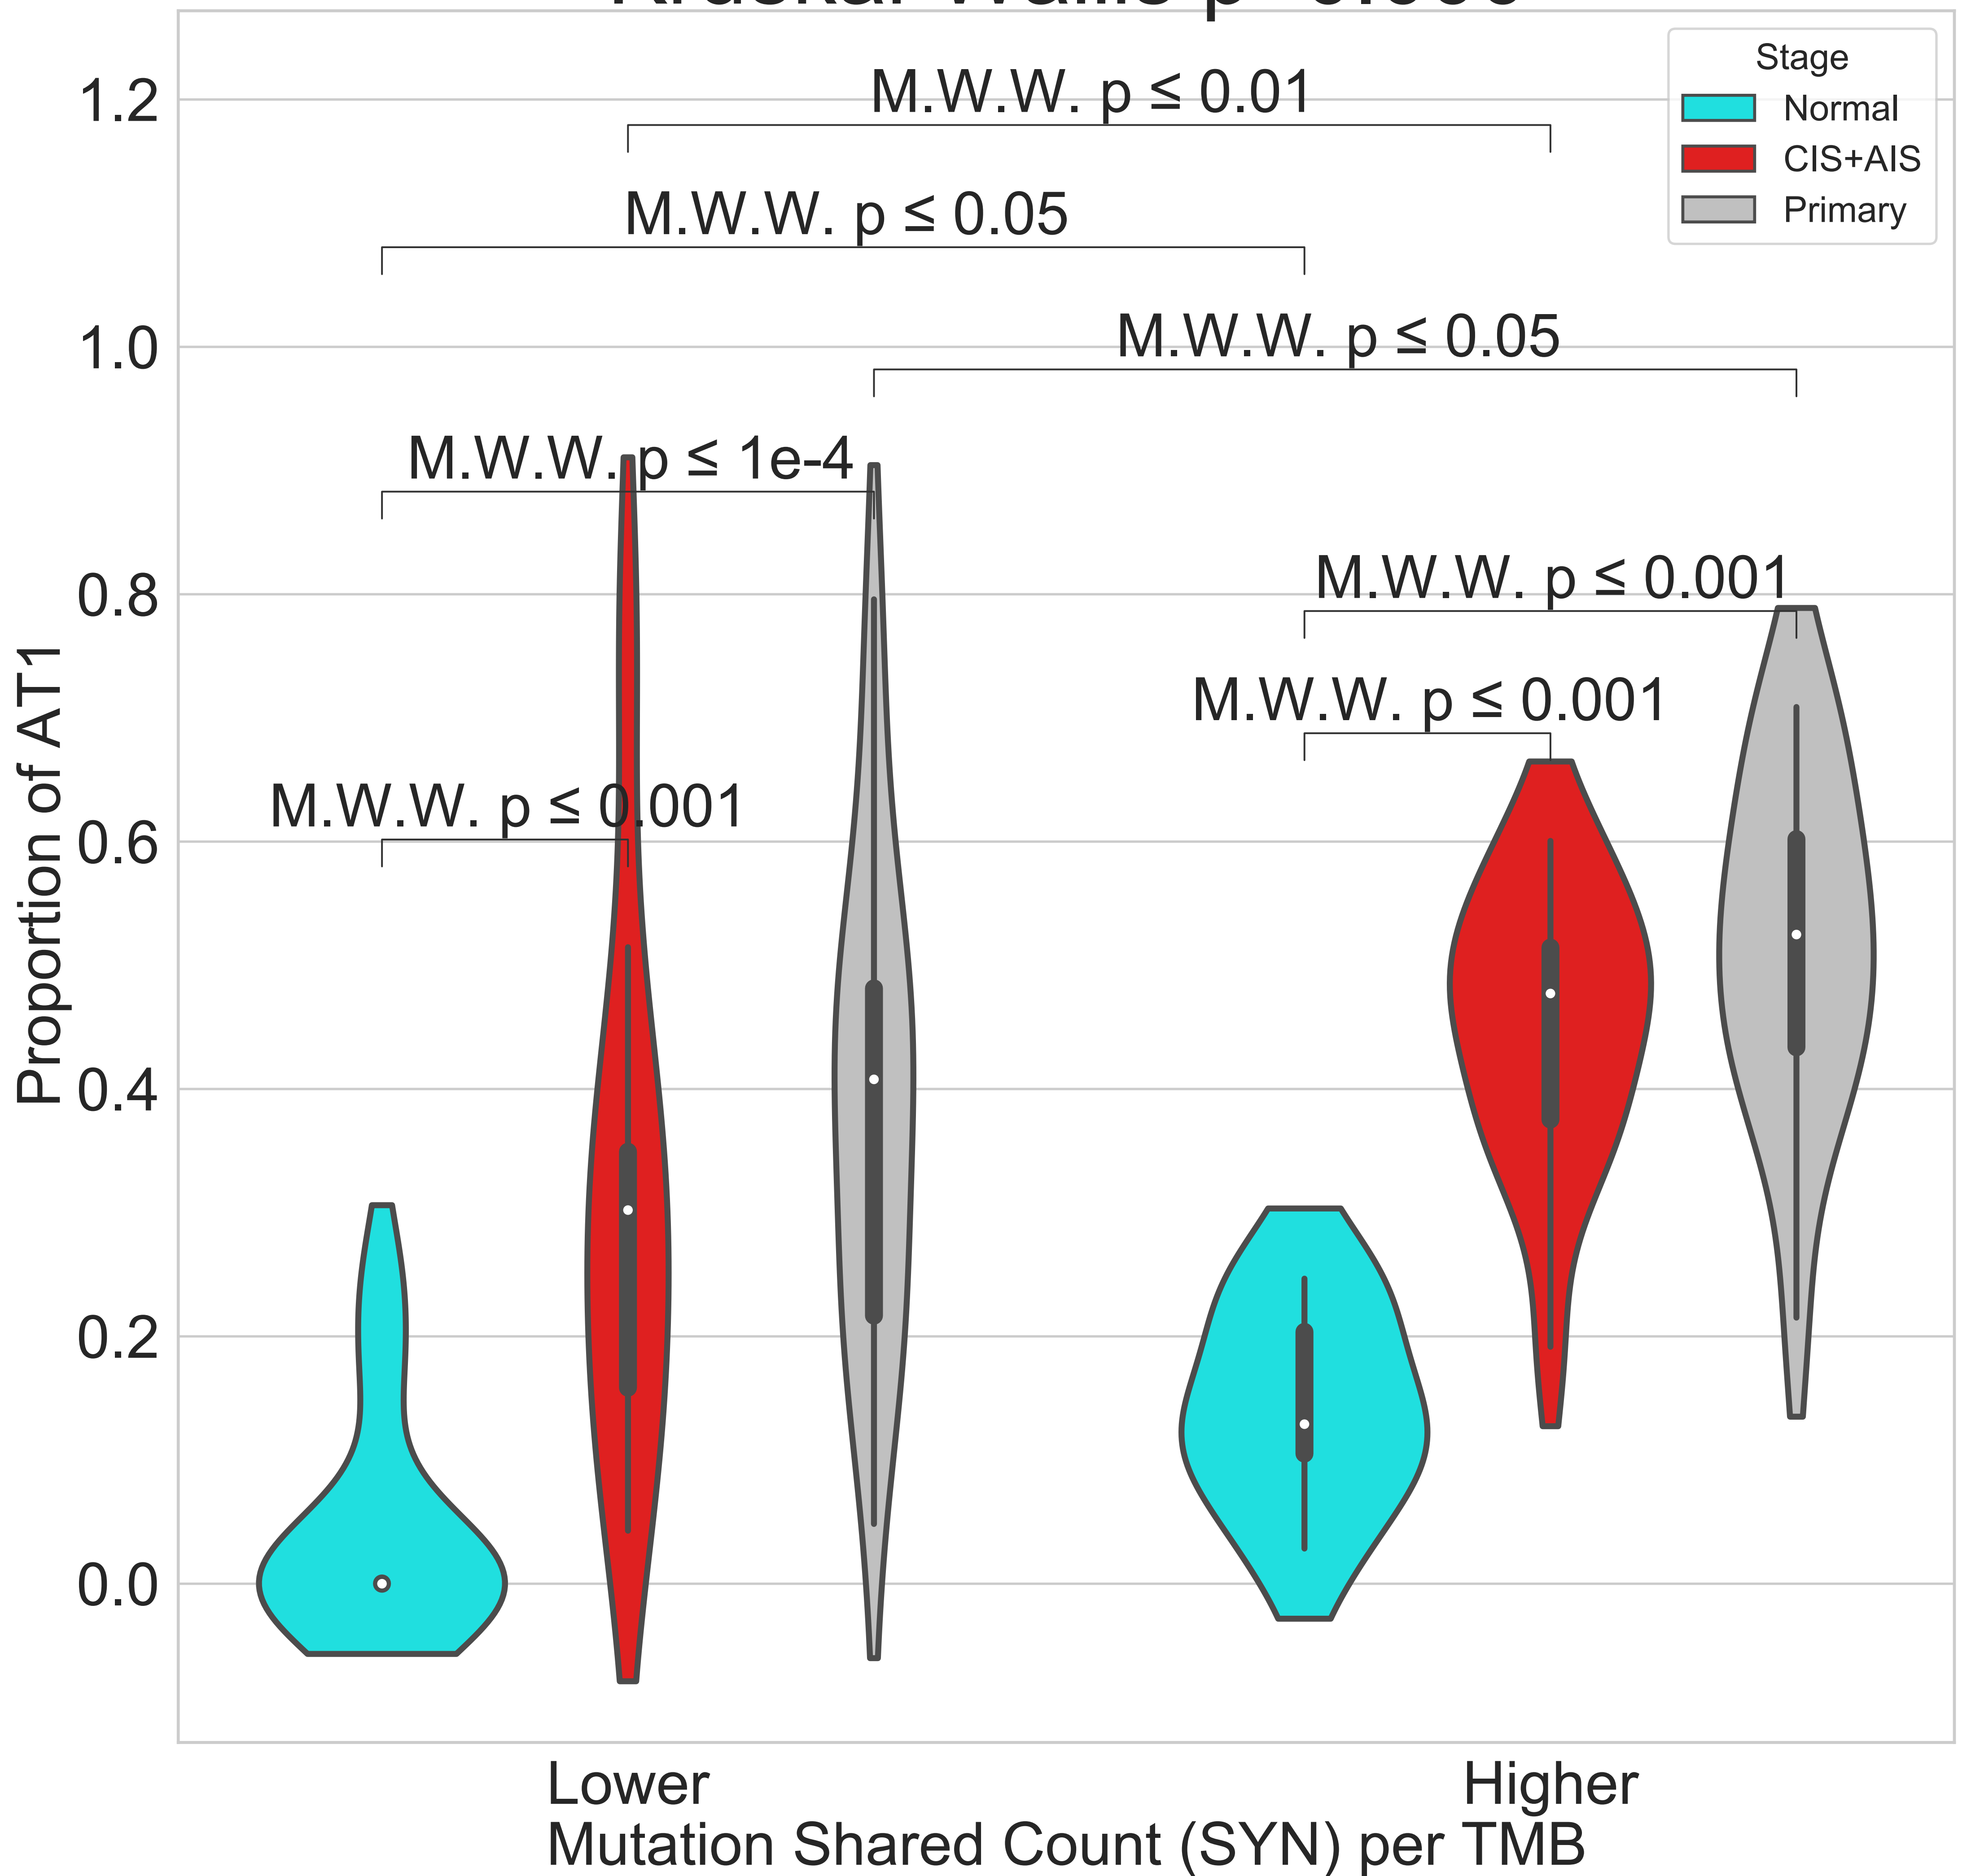 Stage
Normal
CIS+AIS
Primary
M.W.W. p ≤ 0.01
M.W.W. p ≤ 0.05
M.W.W. p ≤ 0.05
M.W.W. p ≤ 1e-4
M.W.W. p ≤ 0.001
M.W.W. p ≤ 0.001
M.W.W. p ≤ 0.001
1.2
1.0
0.8
0.6
0.4
0.2
0.0
Proportion of AT1
Lower
Higher
Mutation Shared Count (SYN) per TMB